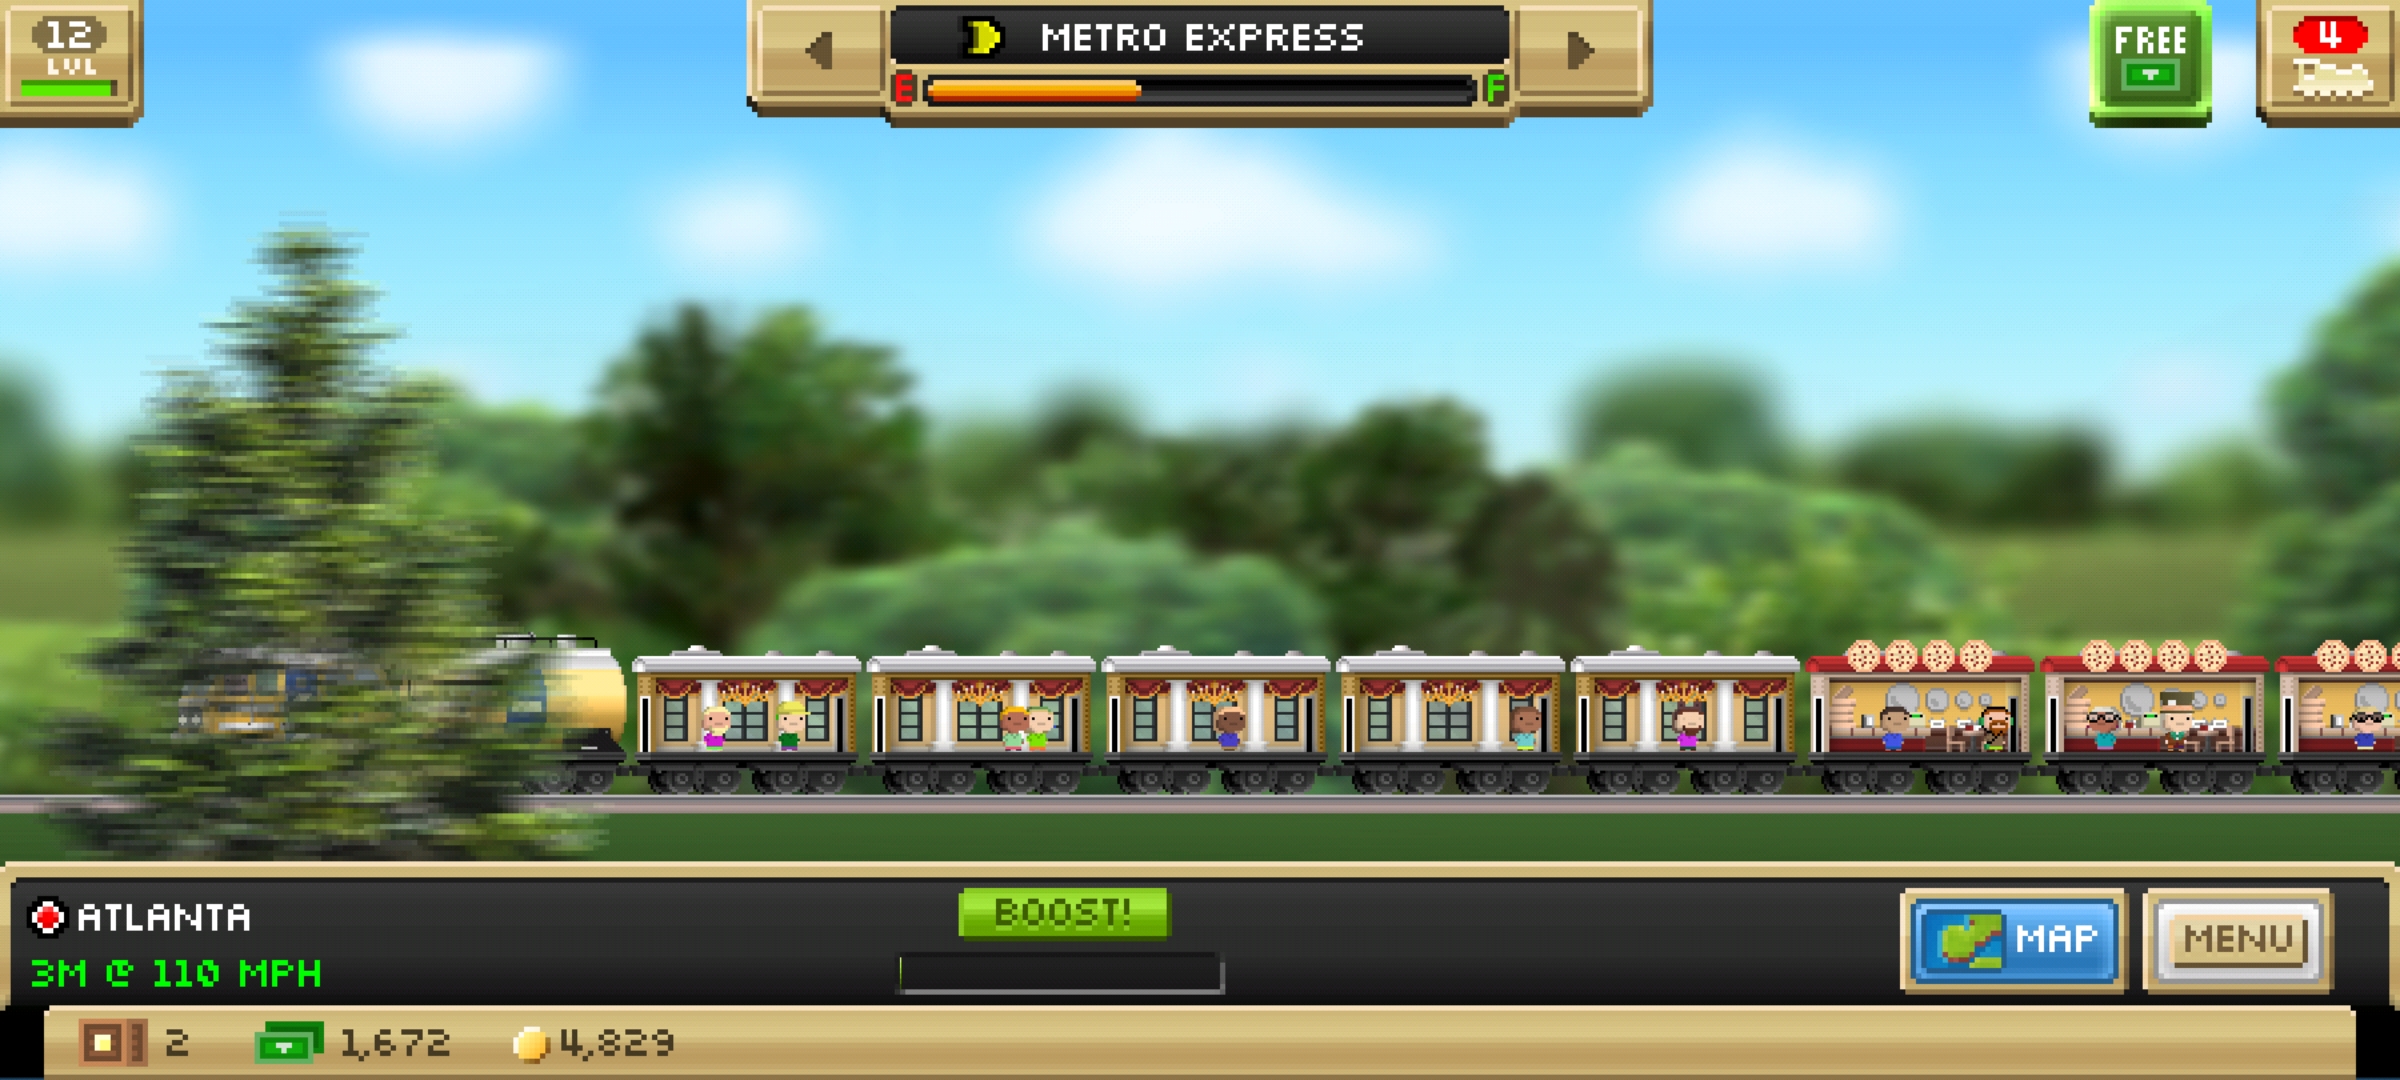 12
LVL
METRO EXPRESS
E F
FREE
4
ATLANTA
3M @ 110 MPH
BOOST!
MAP
MENU
2
1,672
4,829